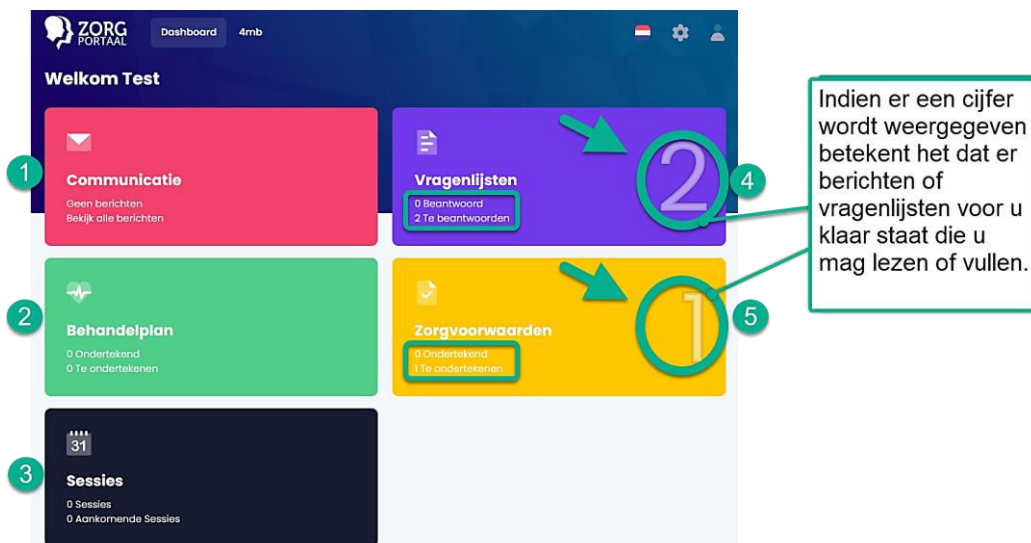 ZORG
PORTAAL
Dashboard 4mb
Welkom Test
1
Communicatie
Geen berichten
Bekijk alle berichten
Vragenlijsten
0 Beantwoord
2 Te beantwoorden
2
4
Indien er een cijfer
wordt weergegeven
betekent het dat er
berichten of
vragenlijsten voor u
klaar staat die u
mag lezen of vullen.
2
Behandelplan
0 Ondertekend
0 Te ondertekenen
Zorgvoorwaarden
0 Ondertekend
1 Te ondertekenen
1
5
3
31
Sessies
0 Sessies
0 Aankomende Sessies